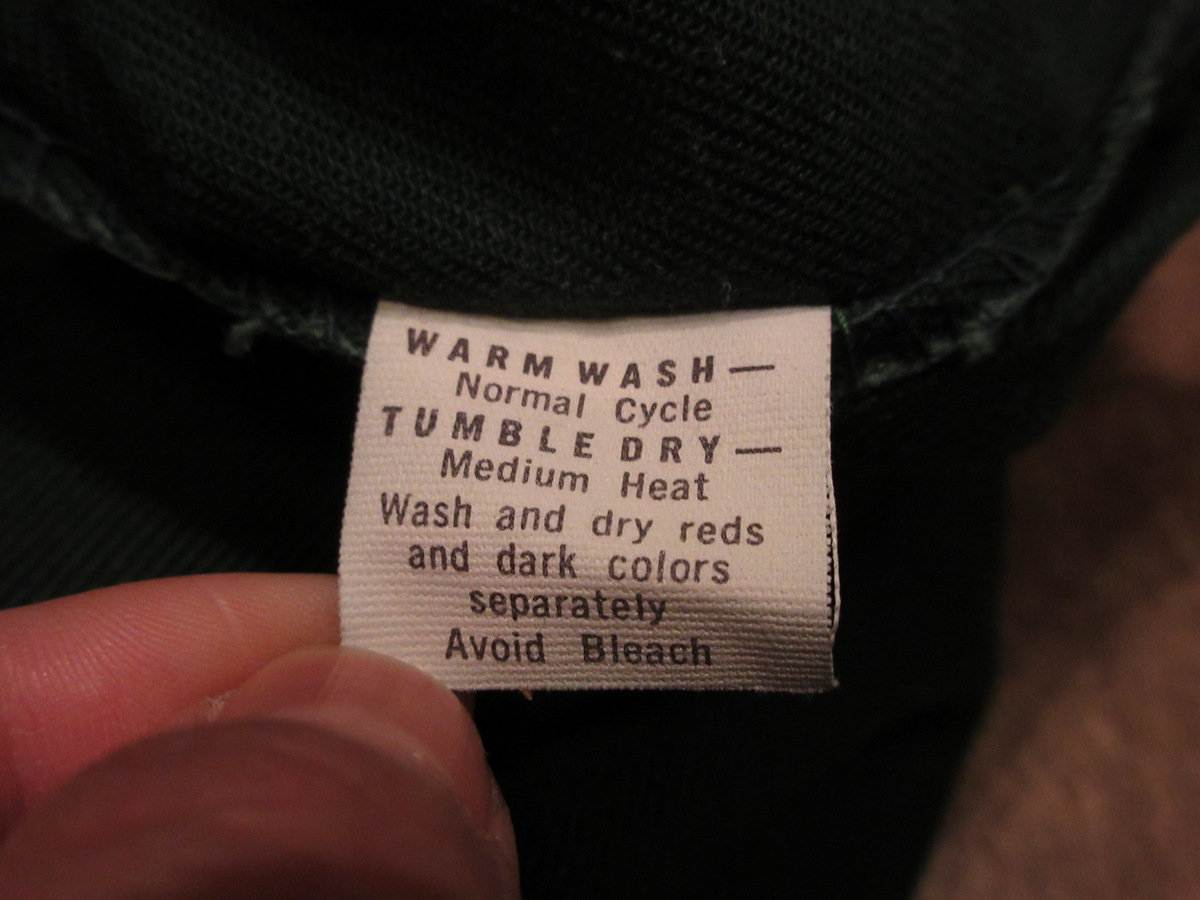 WARM WASH—
Normal Cycle
TUMBLE DRY—
Medium Heat
Wash and dry reds
and dark colors
separately
Avoid Bleach